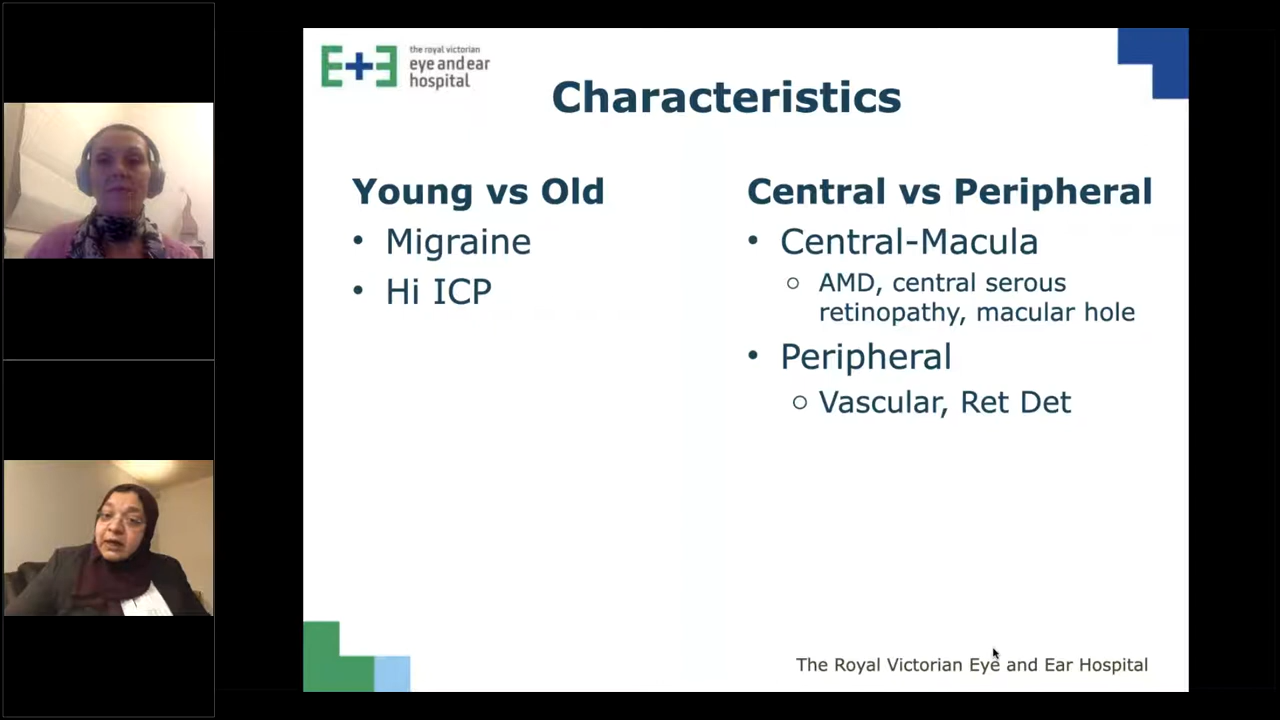 E+E
the royal victorian
eye and ear
hospital
Characteristics
Young vs Old
• Migraine
• Hi ICP
Central vs Peripheral
• Central-Macula
○ AMD, central serous
retinopathy, macular hole
• Peripheral
○ Vascular, Ret Det
The Royal Victorian Eye and Ear Hospital